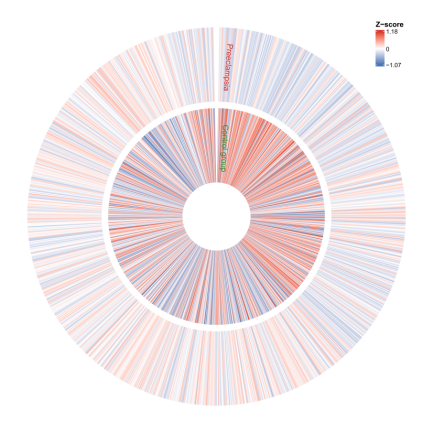 Z-score
1.18
0
-1.07
Preeclampsia
Control group